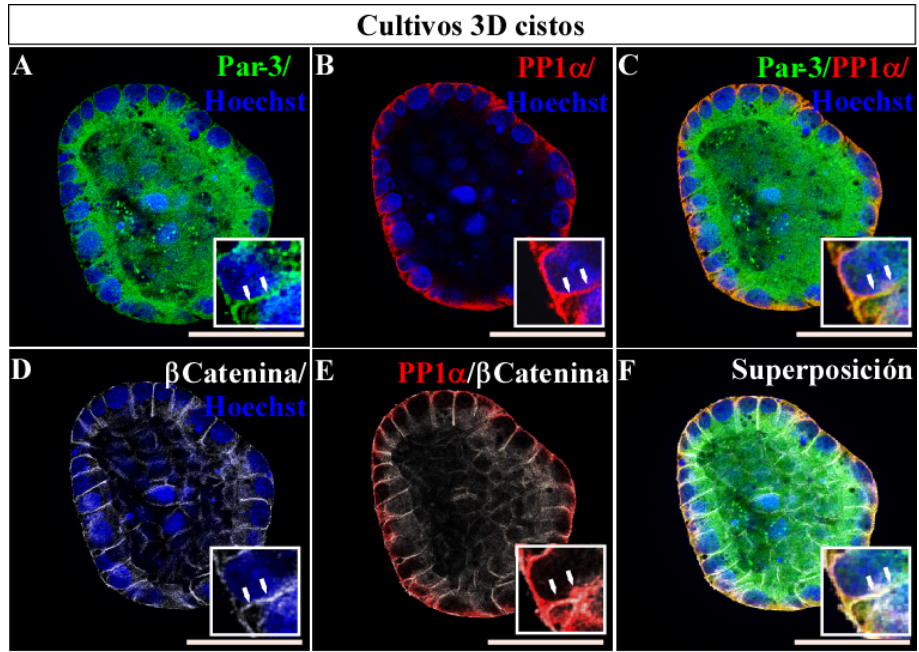 Cultivos 3D cistos
A
Par-3/
Hoechst
B
PP1α/
Hoechst
C
Par-3/PP1α/
Hoechst
D
βCatenina/
Hoechst
E
PP1α/βCatenina
F
Superposición